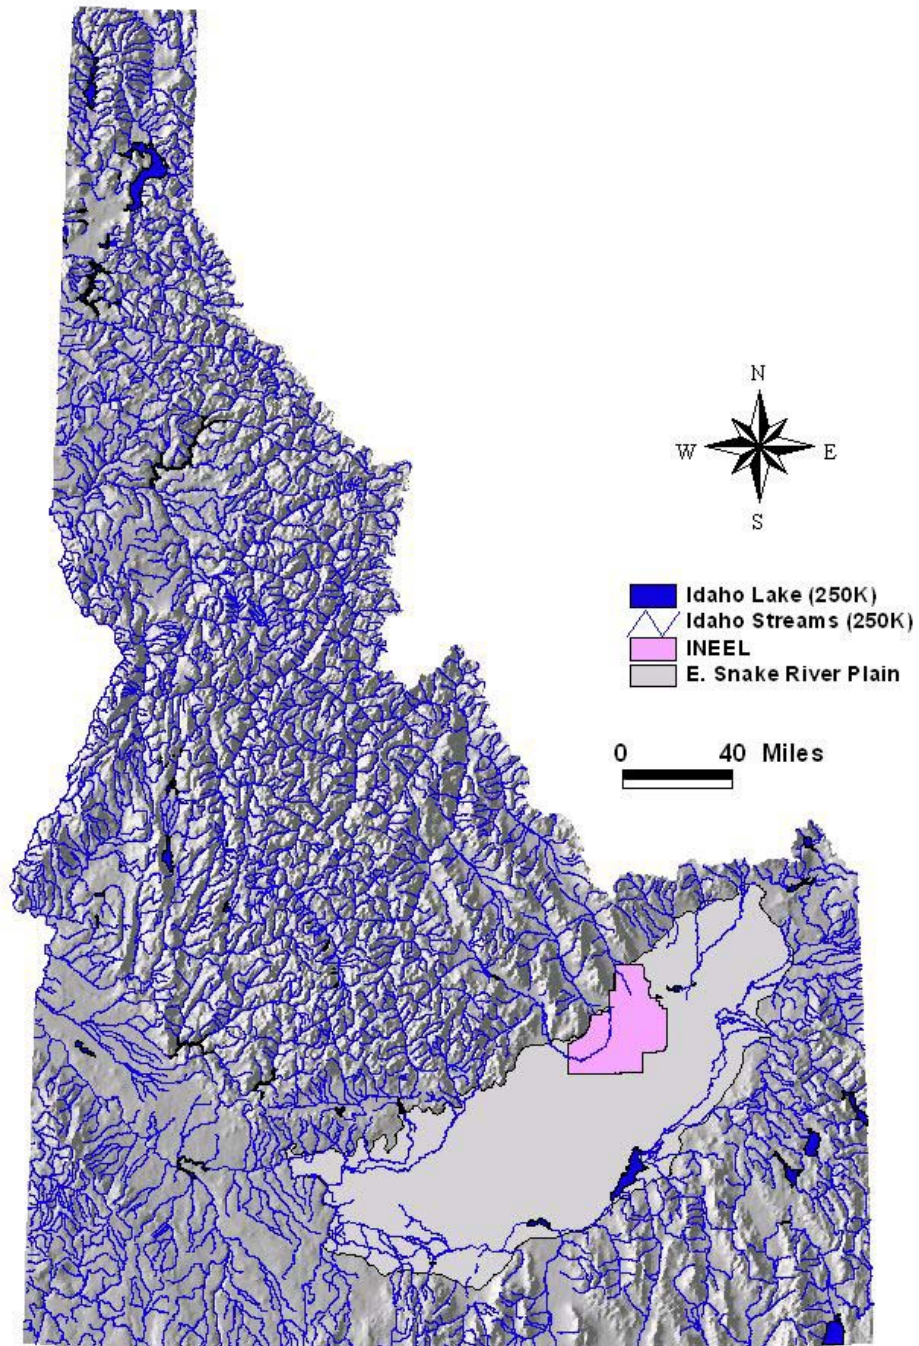 N
W E
S
Idaho Lake (250K)
Idaho Streams (250K)
INEEL
E. Snake River Plain
0 40 Miles